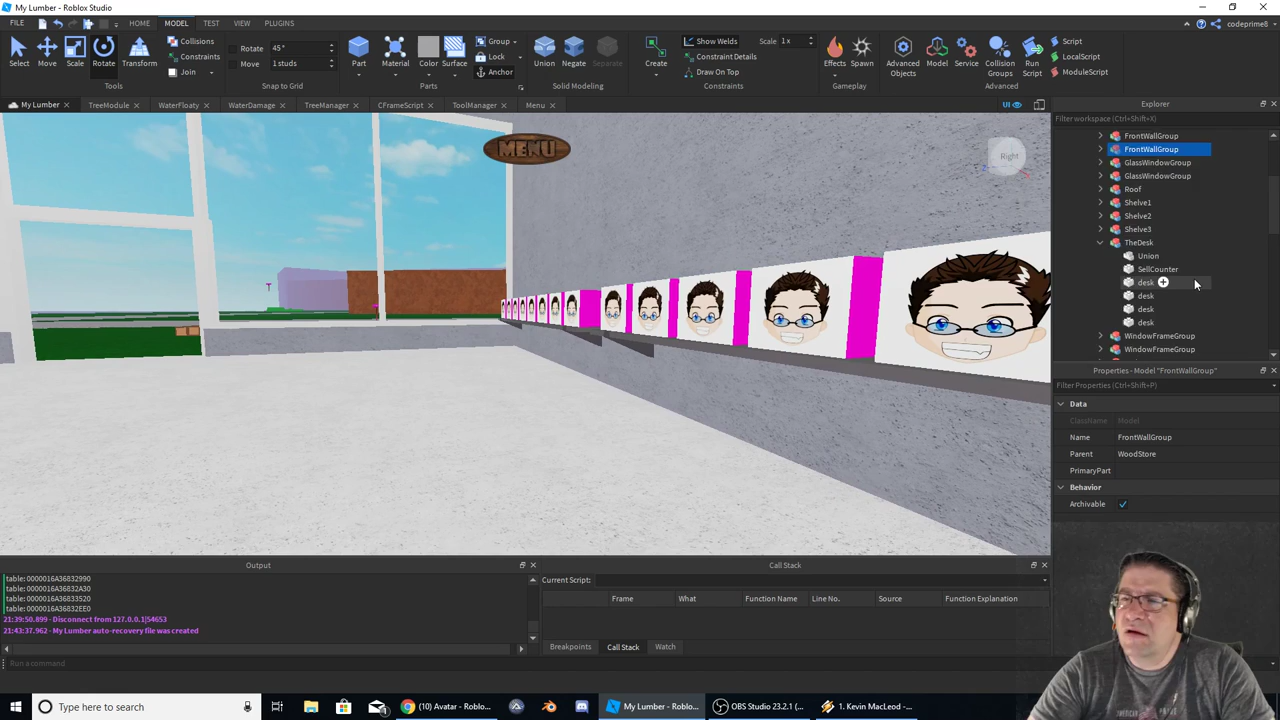 My Lumber - Roblox Studio
FILE HOME MODEL TEST VIEW PLUGINS codeprime8
Select Move Scale Rotate Transform
Collisions
Constraints
Join
Rotate 45°
Move 1 studs
Part Material Color Surface
Group
Lock
Anchor
Union Negate Separate
Create
Show Welds Scale 1 x
Constraint Details
Draw On Top
Effects Spawn
Advanced Objects
Model Service
Collision Groups
Run Script
Script
LocalScript
ModuleScript
Tools Snap to Grid Parts Solid Modeling Constraints Gameplay Advanced
My Lumber TreeModule WaterFloaty WaterDamage TreeManager CFrameScript ToolManager Menu UI
MENU
Right
Explorer
Filter workspace (Ctrl+Shift+X)
FrontWallGroup
FrontWallGroup
GlassWindowGroup
GlassWindowGroup
Roof
Shelve1
Shelve2
Shelve3
TheDesk
Union
SellCounter
desk
desk
desk
desk
WindowFrameGroup
WindowFrameGroup
Properties - Model "FrontWallGroup"
Filter Properties (Ctrl+Shift+P)
Data
ClassName Model
Name FrontWallGroup
Parent WoodStore
PrimaryPart
Behavior
Archivable
Output
table: 0000016A36832990
table: 0000016A36832A30
table: 0000016A36833520
table: 0000016A36832EE0
21:39:50.899 - Disconnect from 127.0.0.1|54653
21:43:37.962 - My Lumber auto-recovery file was created
Call Stack
Current Script:
Frame What Function Name Line No. Source Function Explanation
Breakpoints Call Stack Watch
Run a command
Type here to search
(10) Avatar - Roblo...
My Lumber - Roblo...
OBS Studio 23.2.1 (...
1. Kevin MacLeod - ...